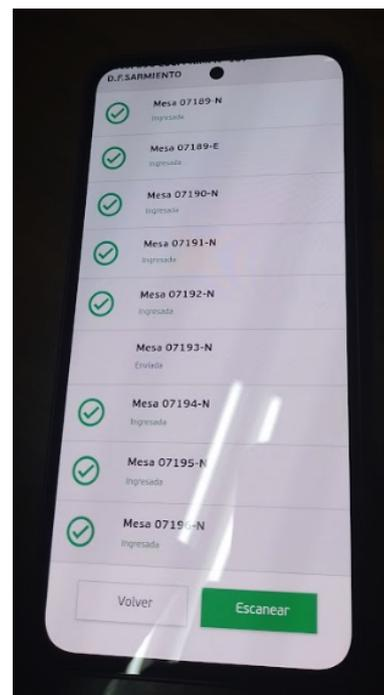 D.F.SARMIENTO
Mesa 07189-N
Ingresada
Mesa 07189-E
Ingresada
Mesa 07190-N
Ingresada
Mesa 07191-N
Ingresada
Mesa 07192-N
Ingresada
Mesa 07193-N
Enviada
Mesa 07194-N
Ingresada
Mesa 07195-N
Ingresada
Mesa 07196-N
Ingresada
Volver
Escanear